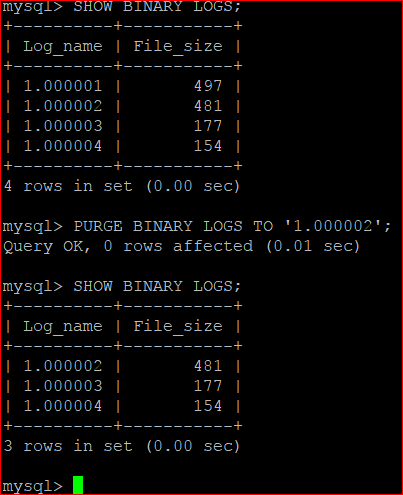 mysql> SHOW BINARY LOGS;
+----------+-----------+
| Log_name | File_size |
+----------+-----------+
| 1.000001 |       497 |
| 1.000002 |       481 |
| 1.000003 |       177 |
| 1.000004 |       154 |
+----------+-----------+
4 rows in set (0.00 sec)
mysql> PURGE BINARY LOGS TO '1.000002';
Query OK, 0 rows affected (0.01 sec)
mysql> SHOW BINARY LOGS;
+----------+-----------+
| Log_name | File_size |
+----------+-----------+
| 1.000002 |       481 |
| 1.000003 |       177 |
| 1.000004 |       154 |
+----------+-----------+
3 rows in set (0.00 sec)
mysql>